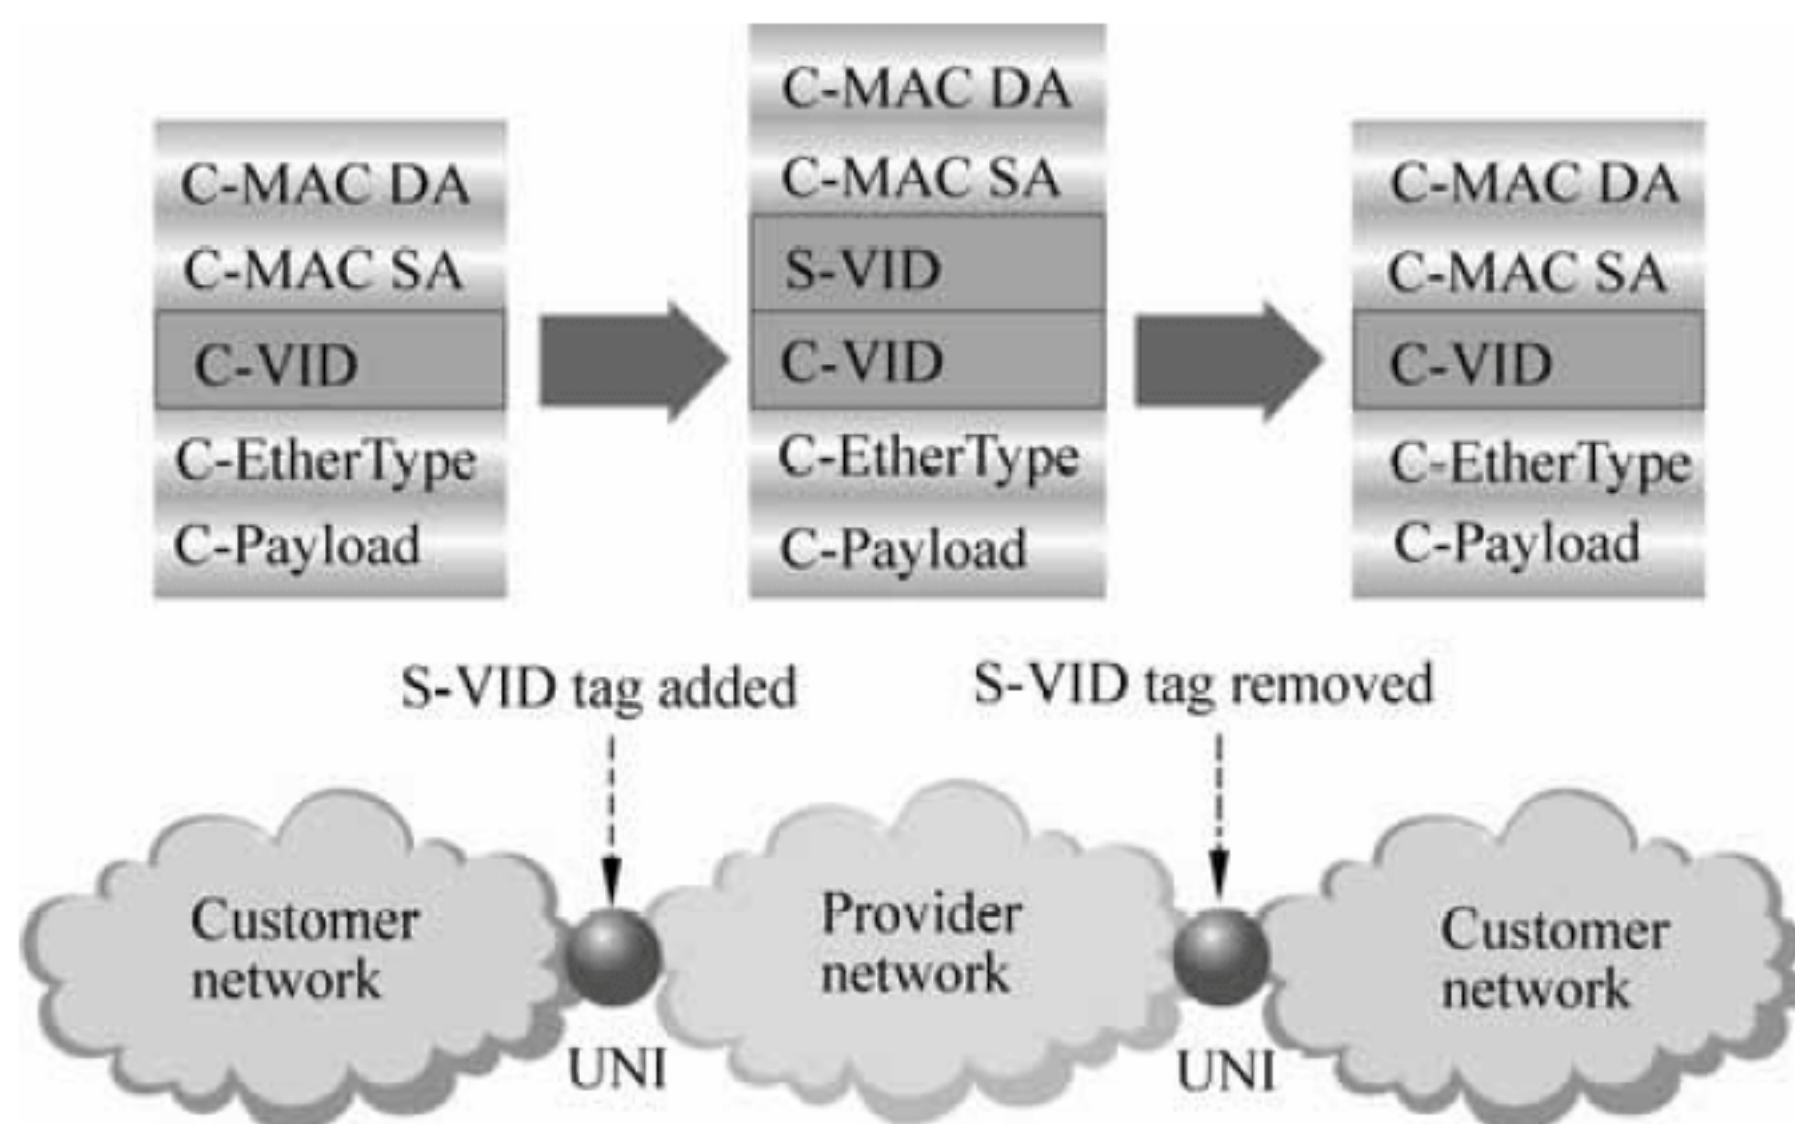 C-MAC DA
C-MAC SA
C-VID
C-EtherType
C-Payload
C-MAC DA
C-MAC SA
S-VID
C-VID
C-EtherType
C-Payload
C-MAC DA
C-MAC SA
C-VID
C-EtherType
C-Payload
S-VID tag added
S-VID tag removed
Customer
network
UNI
Provider
network
UNI
Customer
network